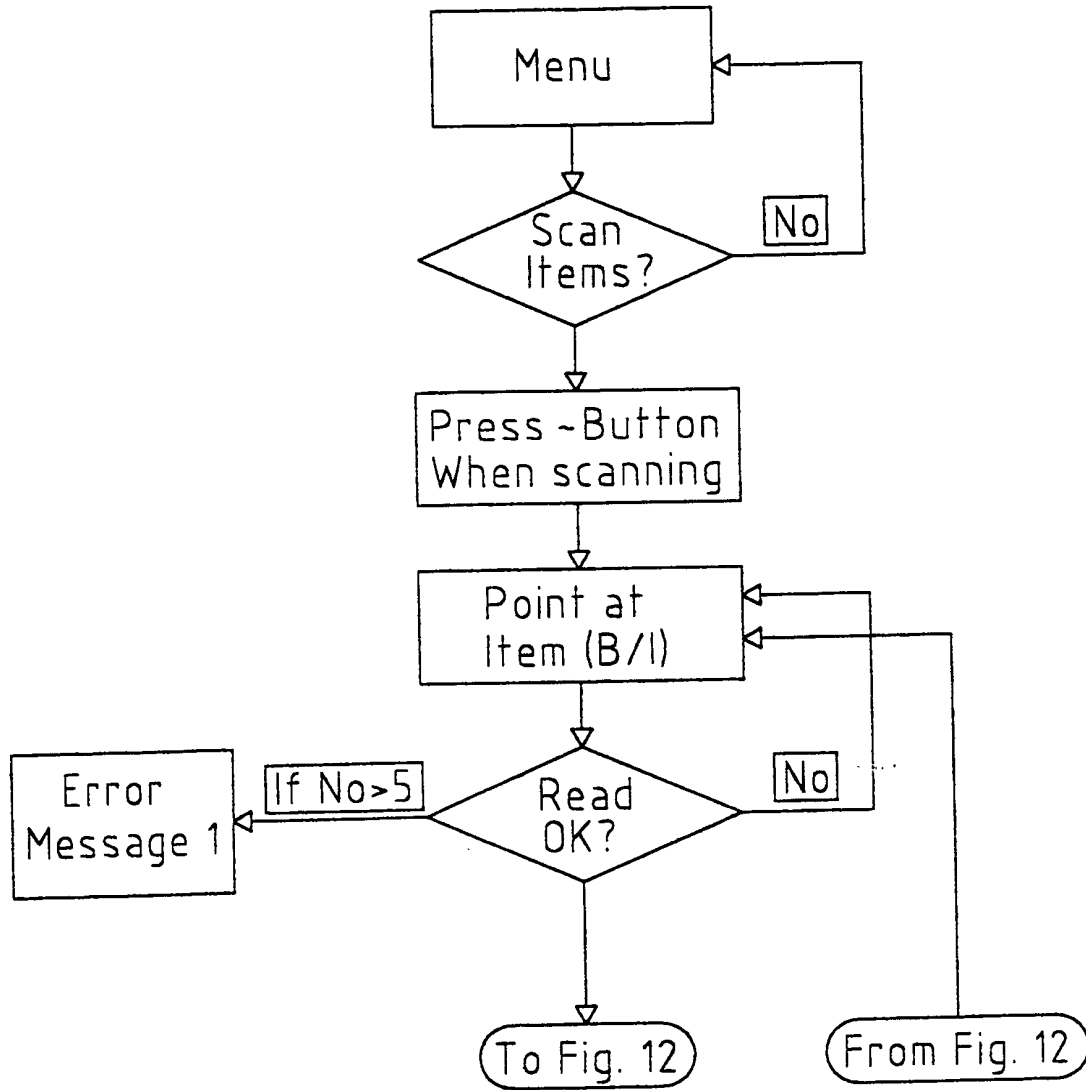 Menu
Scan
Items?
No
Press ~Button
When scanning
Point at
Item (B/I)
Error
Message 1
If No>5
Read
OK?
No
To Fig. 12
From Fig. 12